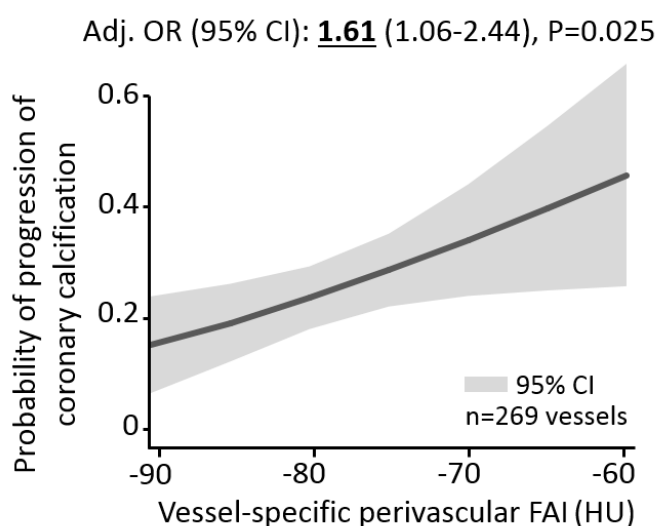 Adj. OR (95% CI): 1.61 (1.06-2.44), P=0.025
Probability of progression of
coronary calcification
0.6
0.4
0.2
0
95% CI
n=269 vessels
-90
-80
-70
-60
Vessel-specific perivascular FAI (HU)